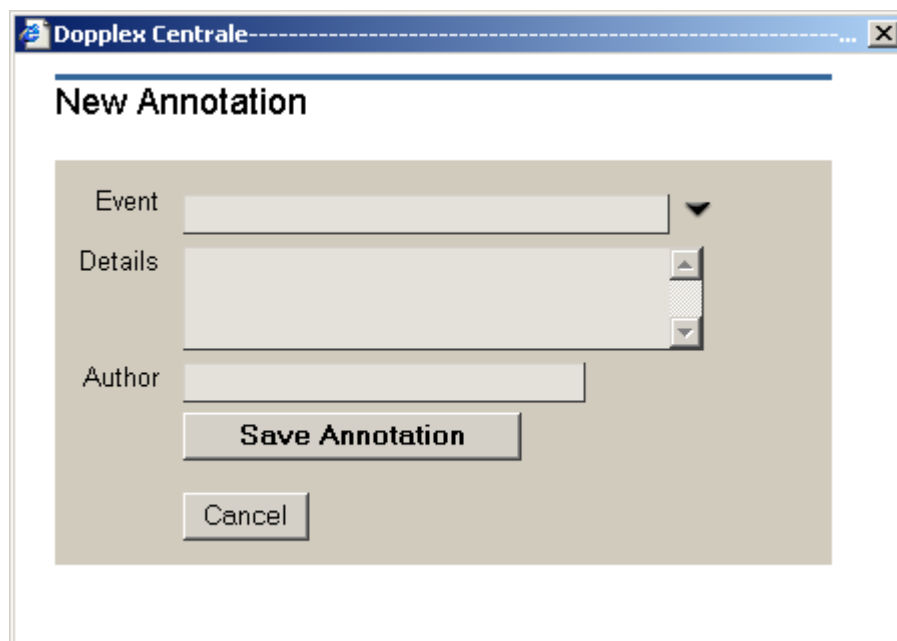 Dopplex Centrale----------------------------------------------------------...
New Annotation
Event
Details
Author
Save Annotation
Cancel